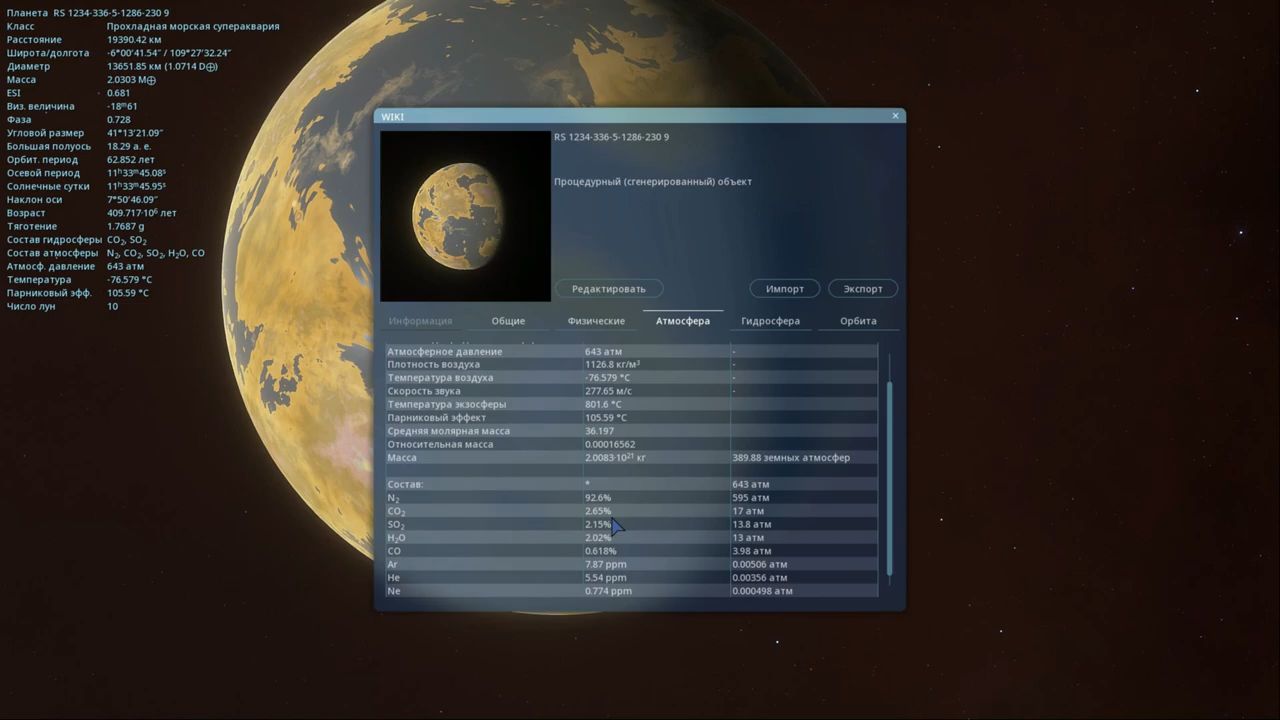 Планета RS 1234-336-5-1286-230 9
Класс Прохладная морская супераквария
Расстояние 19390.42 км
Широта/долгота -6°00′41.54″ / 109°27′32.24″
Диаметр 13651.85 км (1.0714 D⊕)
Масса 2.0303 M⊕
ESI 0.681
Виз. величина -18ᵐ61
Фаза 0.728
Угловой размер 41°13′21.09″
Большая полуось 18.29 а. е.
Орбит. период 62.852 лет
Осевой период 11ʰ33ᵐ45.08ˢ
Солнечные сутки 11ʰ33ᵐ45.95ˢ
Наклон оси 7°50′46.09″
Возраст 409.717·10⁶ лет
Тяготение 1.7687 g
Состав гидросферы CO₂, SO₂
Состав атмосферы N₂, CO₂, SO₂, H₂O, CO
Атмосф. давление 643 атм
Температура -76.579 °C
Парниковый эфф. 105.59 °C
Число лун 10
WIKI ×
RS 1234-336-5-1286-230 9
Процедурный (сгенерированный) объект
Редактировать Импорт Экспорт
Информация Общие Физические Атмосфера Гидросфера Орбита
Атмосферное давление 643 атм -
Плотность воздуха 1126.8 кг/м³ -
Температура воздуха -76.579 °C -
Скорость звука 277.65 м/с -
Температура экзосферы 801.6 °C
Парниковый эффект 105.59 °C
Средняя молярная масса 36.197
Относительная масса 0.00016562
Масса 2.0083·10²¹ кг 389.88 земных атмосфер
Состав: * 643 атм
N₂ 92.6% 595 атм
CO₂ 2.65% 17 атм
SO₂ 2.15% 13.8 атм
H₂O 2.02% 13 атм
CO 0.618% 3.98 атм
Ar 7.87 ppm 0.00506 атм
He 5.54 ppm 0.00356 атм
Ne 0.774 ppm 0.000498 атм